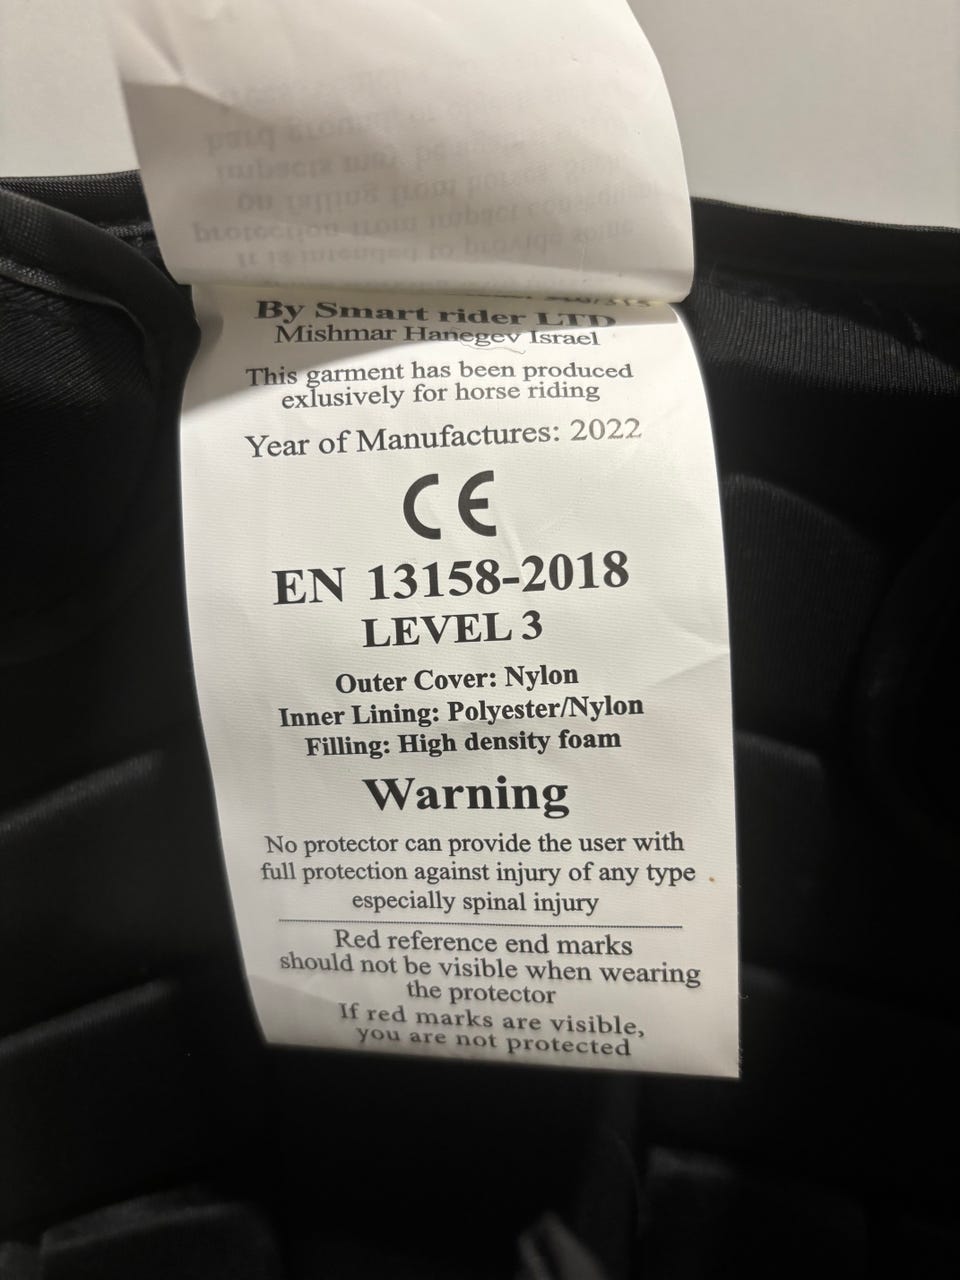 By Smart rider LTD
Mishmar Hanegev Israel
This garment has been produced
exlusively for horse riding
Year of Manufactures: 2022
CE
EN 13158-2018
LEVEL 3
Outer Cover: Nylon
Inner Lining: Polyester/Nylon
Filling: High density foam
Warning
No protector can provide the user with
full protection against injury of any type
especially spinal injury
Red reference end marks
should not be visible when wearing
the protector
If red marks are visible,
you are not protected